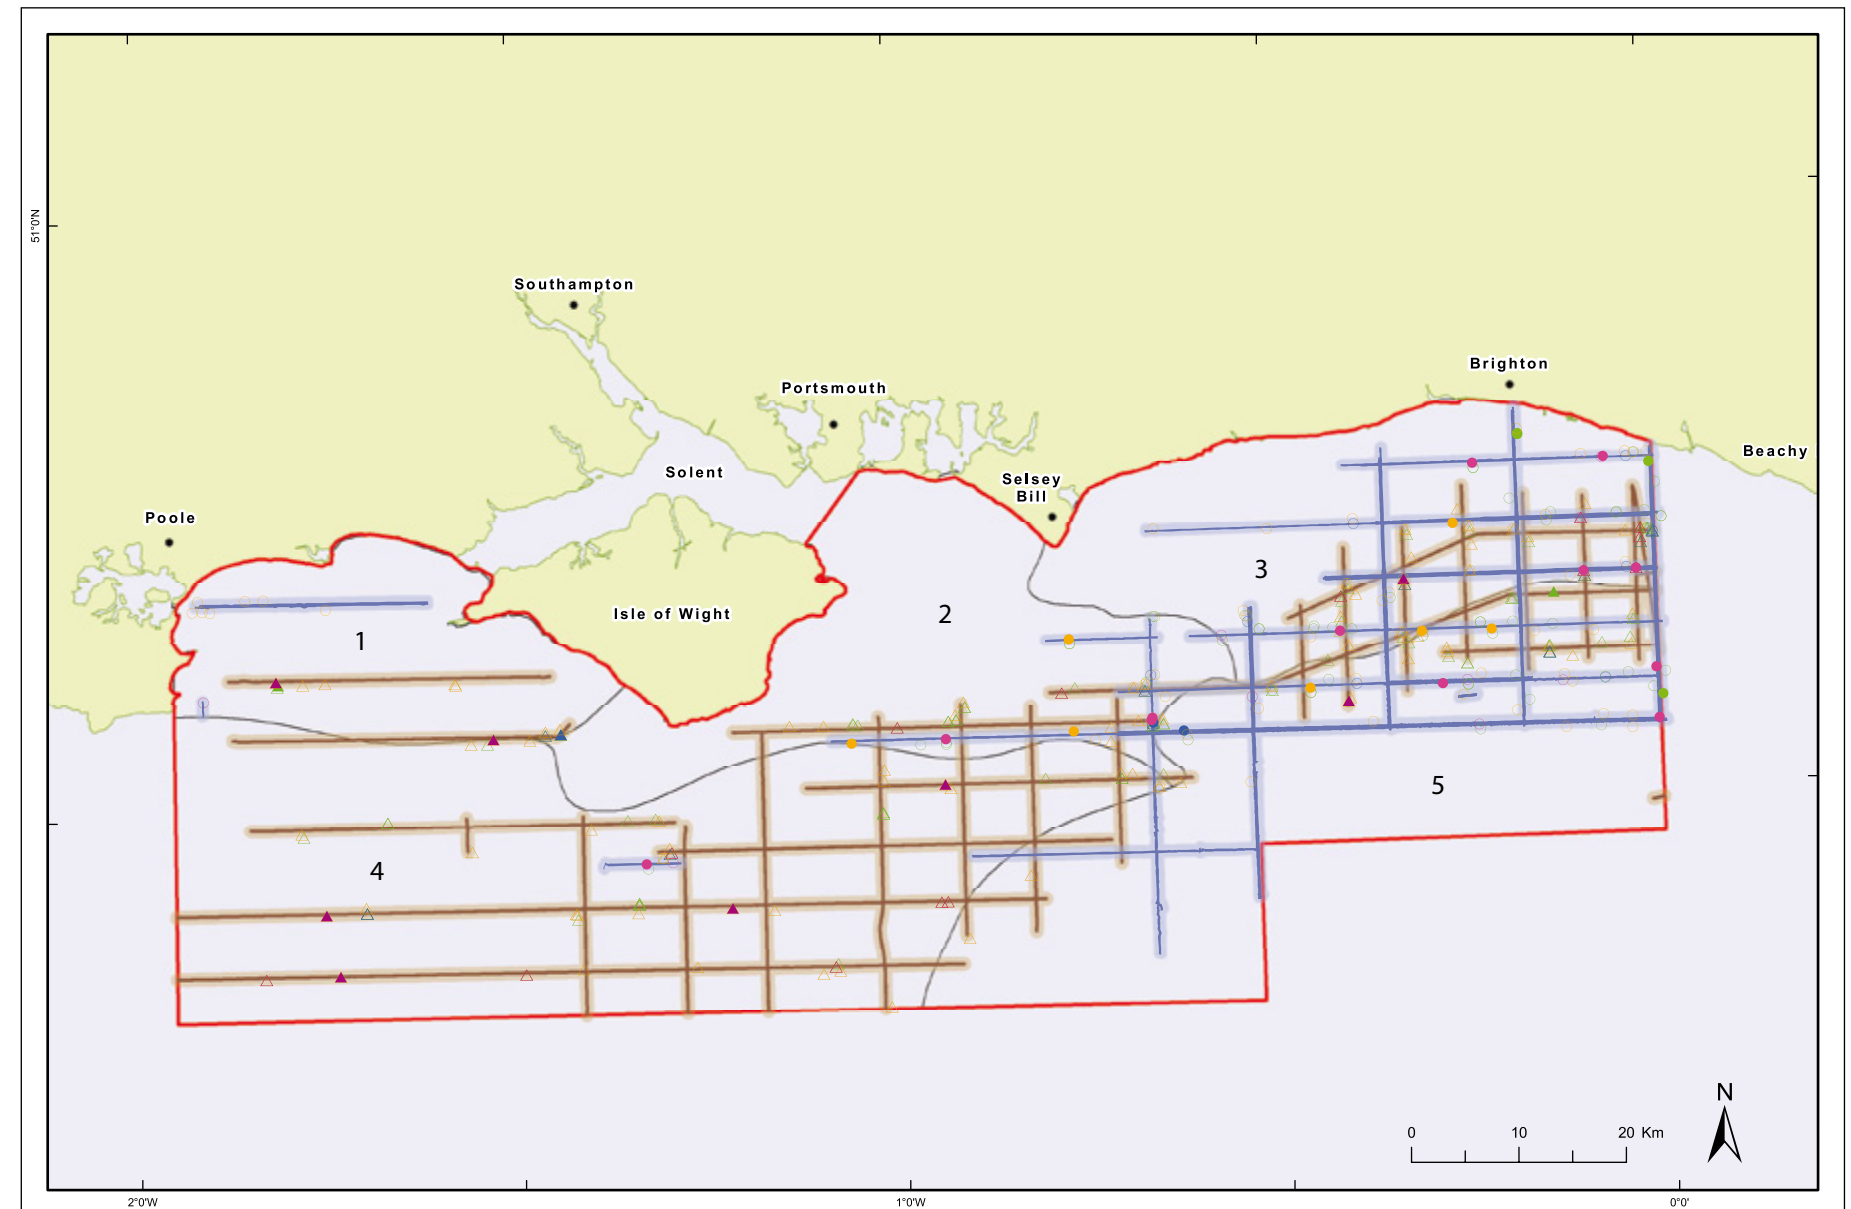 51°0'N
Southampton
Brighton
Portsmouth
Beachy
Solent
Selsey
Bill
Poole
3
Isle of Wight
2
1
5
4
N
0 10 20 Km
2°0'W 1°0'W 0°0'